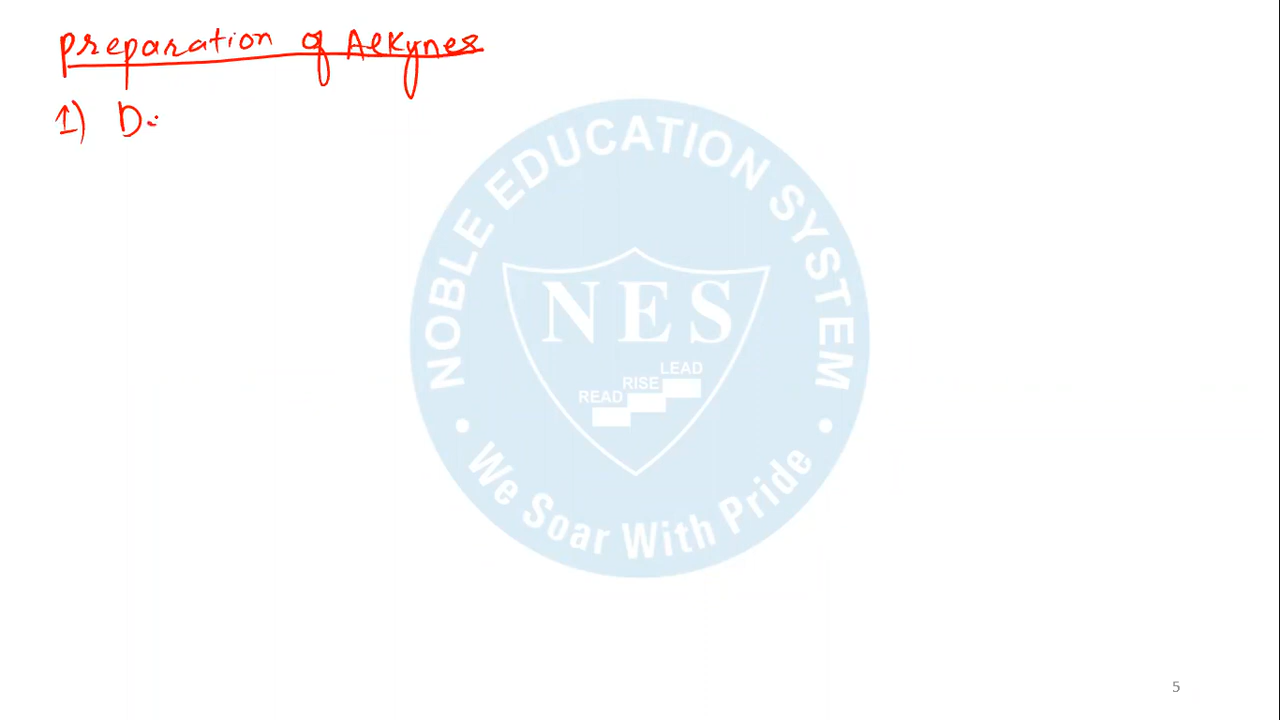 preparation of Alkynes
1) D.
NOBLE EDUCATION SYSTEM
NES
LEAD
RISE
READ
• We Soar With Pride •
5